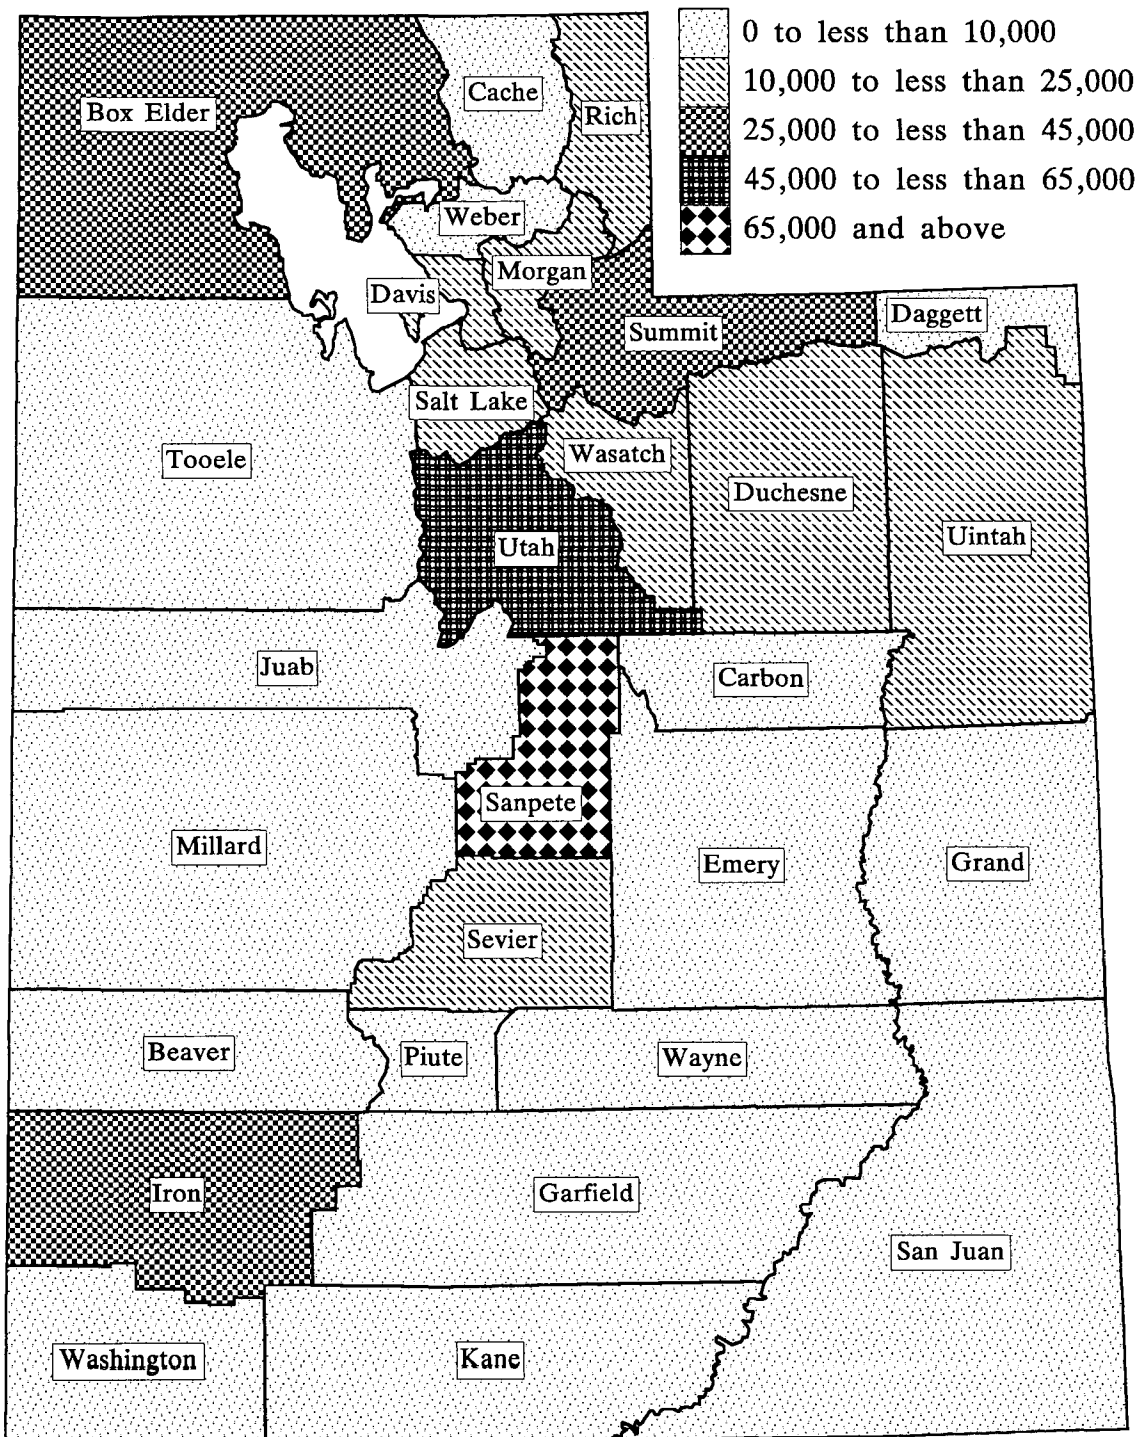 0 to less than 10,000
10,000 to less than 25,000
25,000 to less than 45,000
45,000 to less than 65,000
65,000 and above
Cache
Box Elder
Rich
Weber
Morgan
Davis
Daggett
Summit
Salt Lake
Wasatch
Tooele
Duchesne
Uintah
Utah
Juab
Carbon
Sanpete
Millard
Emery
Grand
Sevier
Beaver
Piute
Wayne
Iron
Garfield
San Juan
Washington
Kane